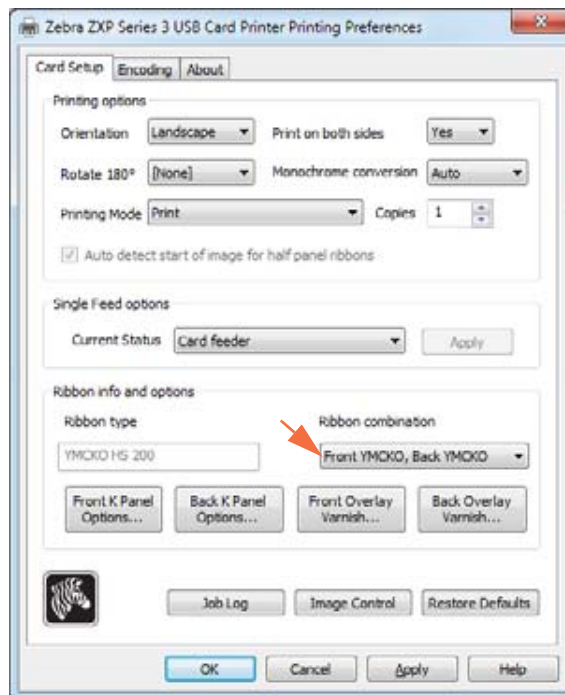 Zebra ZXP Series 3 USB Card Printer Printing Preferences
Card Setup Encoding About
Printing options
Orientation Landscape Print on both sides Yes
Rotate 180° [None] Monochrome conversion Auto
Printing Mode Print Copies 1
Auto detect start of image for half panel ribbons
Single Feed options
Current Status Card feeder Apply
Ribbon info and options
Ribbon type Ribbon combination
YMCKO HS 200 Front YMCKO, Back YMCKO
Front K Panel Back K Panel Front Overlay Back Overlay
Options... Options... Varnish... Varnish...
Job Log Image Control Restore Defaults
OK Cancel Apply Help